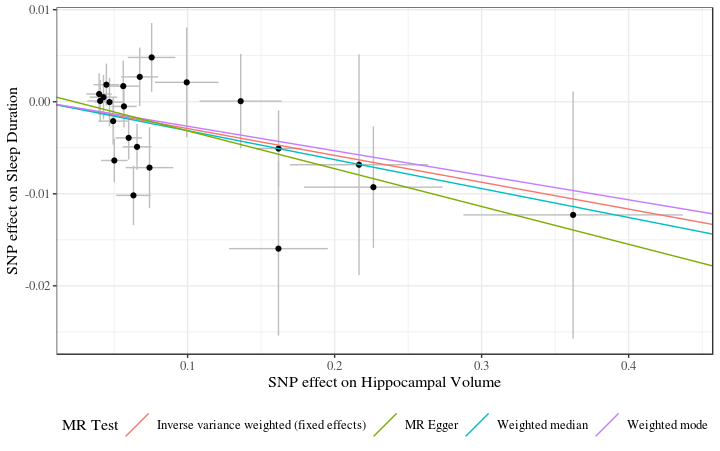 0.01
0.00
-0.01
-0.02
SNP effect on Sleep Duration
0.1 0.2 0.3 0.4
SNP effect on Hippocampal Volume
MR Test Inverse variance weighted (fixed effects) MR Egger Weighted median Weighted mode